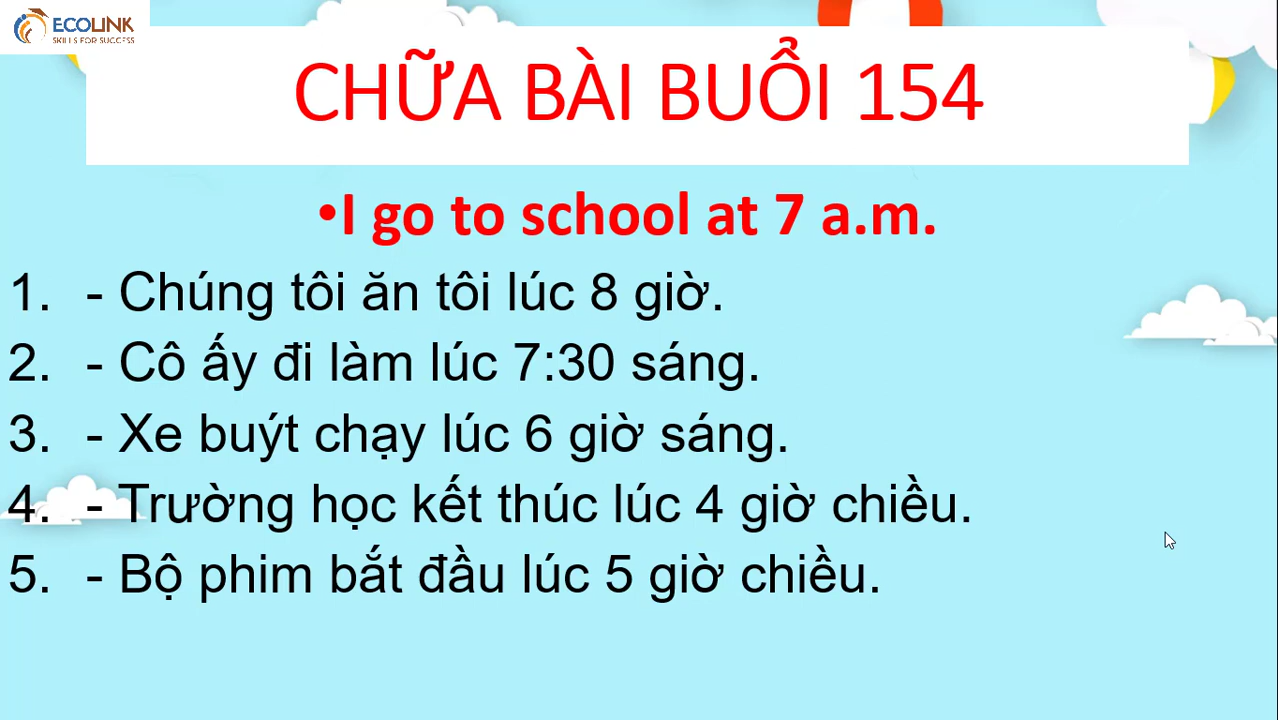 ECOLINK
SKILLS FOR SUCCESS
CHỮA BÀI BUỔI 154
•I go to school at 7 a.m.
1. - Chúng tôi ăn tôi lúc 8 giờ.
2. - Cô ấy đi làm lúc 7:30 sáng.
3. - Xe buýt chạy lúc 6 giờ sáng.
4. - Trường học kết thúc lúc 4 giờ chiều.
5. - Bộ phim bắt đầu lúc 5 giờ chiều.